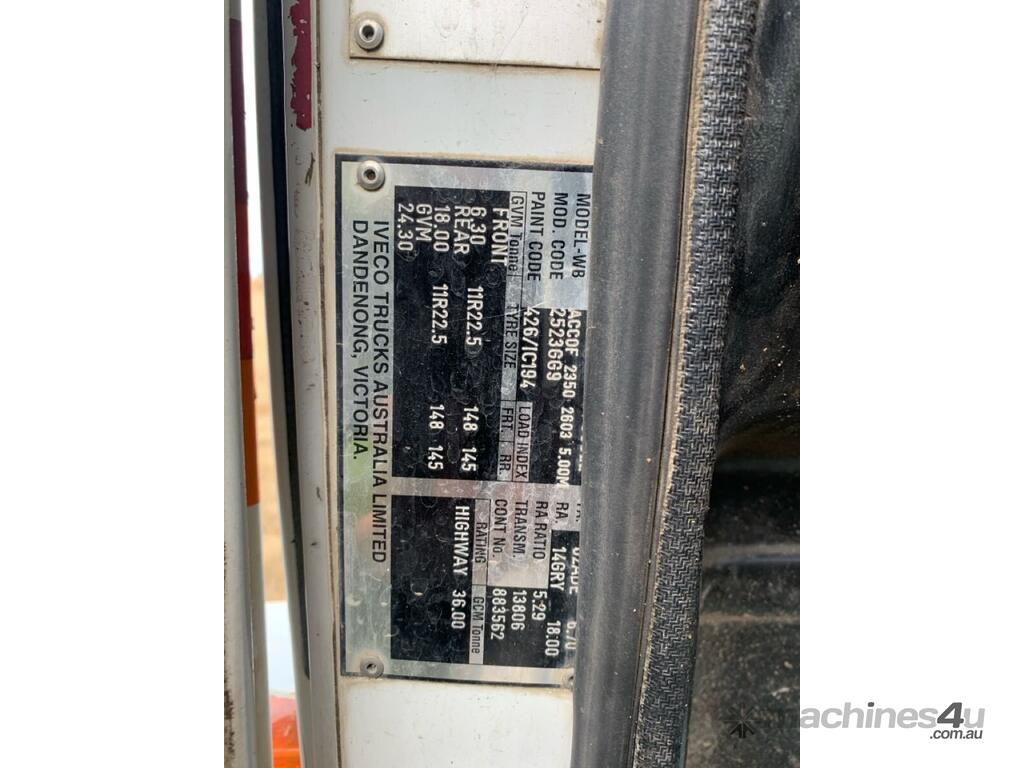 MODEL-WB ACCOF 2350 2603 5.00M
MOD. CODE 2523GG9
PAINT CODE 426/IC194
GVM Tonne TYRE SIZE LOAD INDEX
FRT. RR.
FRONT
6.30 11R22.5 148 145
REAR
18.00 11R22.5 148 145
GVM
24.30
RA. 14GRY 18.00
RA RATIO 5.29
TRANSM. 13806
CONT No. 883562
RATING GCM Tonne
HIGHWAY 36.00
IVECO TRUCKS AUSTRALIA LIMITED
DANDENONG, VICTORIA.
machines4u
.com.au